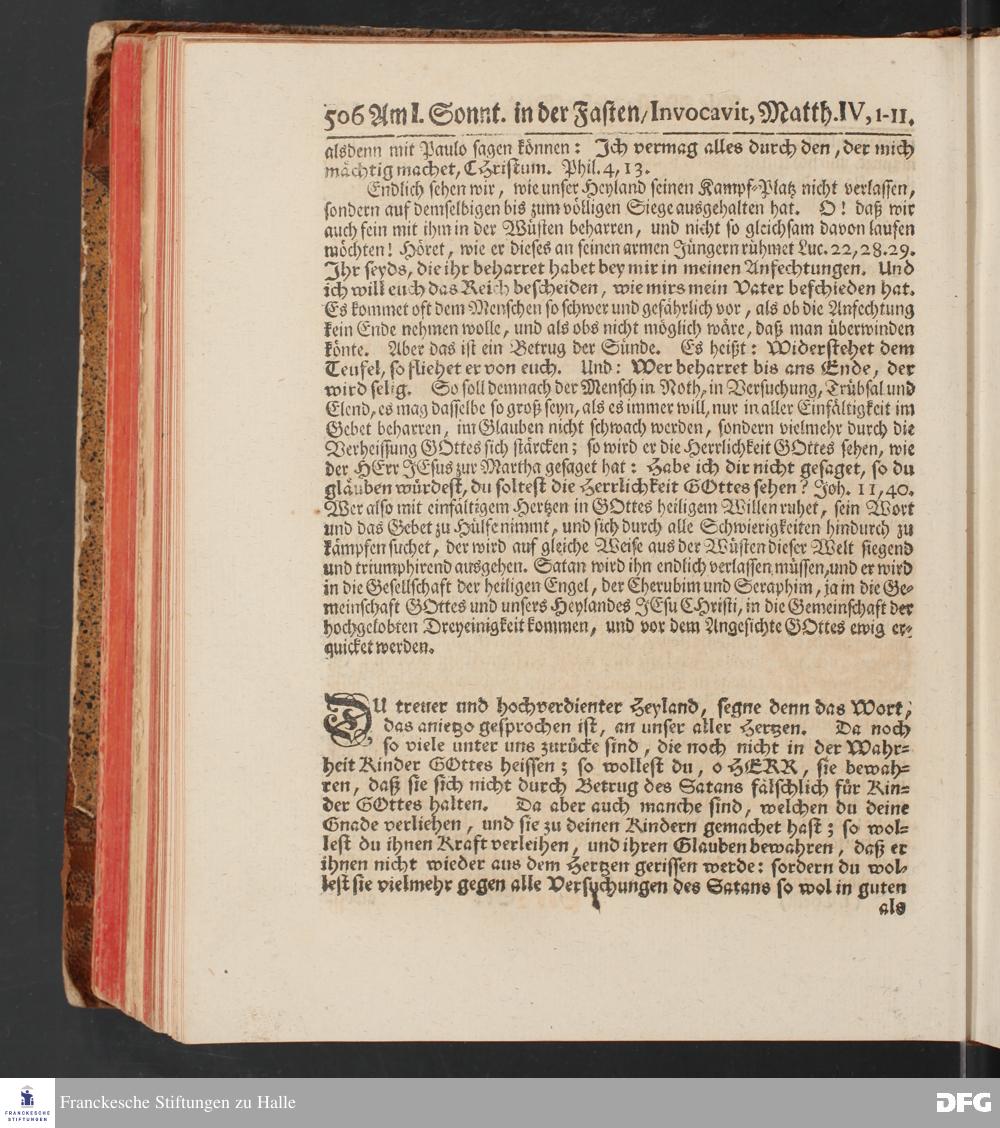 506 Am I. Sonnt. in der Fasten/Invocavit, Matth.IV, 1-11.
alsdenn mit Paulo sagen können: Ich vermag alles durch den, der mich
mächtig machet, CHristum. Phil. 4, 13.
Endlich sehen wir, wie unser Heyland seinen Kampf-Platz nicht verlassen,
sondern auf demselbigen bis zum völligen Siege ausgehalten hat. O! daß wir
auch fein mit ihm in der Wüsten beharren, und nicht so gleichsam davon laufen
möchten! Höret, wie er dieses an seinen armen Jüngern rühmet Luc. 22, 28. 29.
Ihr seyds, die ihr beharret habet bey mir in meinen Anfechtungen. Und
ich will euch das Reich bescheiden, wie mirs mein Vater beschieden hat.
Es kommet oft dem Menschen so schwer und gefährlich vor, als ob die Anfechtung
kein Ende nehmen wolle, und als obs nicht möglich wäre, daß man überwinden
könte. Aber das ist ein Betrug der Sünde. Es heißt: Widerstehet dem
Teufel, so fliehet er von euch. Und: Wer beharret bis ans Ende, der
wird selig. So soll demnach der Mensch in Noth, in Versuchung, Trübsal und
Elend, es mag dasselbe so groß seyn, als es immer will, nur in aller Einfältigkeit im
Gebet beharren, im Glauben nicht schwach werden, sondern vielmehr durch die
Verheissung GOttes sich stärcken; so wird er die Herrlichkeit GOttes sehen, wie
der HErr JEsus zur Martha gesaget hat: Habe ich dir nicht gesaget, so du
gläuben würdest, du soltest die Herrlichkeit GOttes sehen? Joh. 11, 40.
Wer also mit einfältigem Hertzen in GOttes heiligem Willen ruhet, sein Wort
und das Gebet zu Hülfe nimmt, und sich durch alle Schwierigkeiten hindurch zu
kämpfen suchet, der wird auf gleiche Weise aus der Wüsten dieser Welt siegend
und triumphirend ausgehen. Satan wird ihn endlich verlassen müssen, und er wird
in die Gesellschaft der heiligen Engel, der Cherubim und Seraphim, ja in die Ge-
meinschaft GOttes und unsers Heylandes JEsu CHristi, in die Gemeinschaft der
hochgelobten Dreyeinigkeit kommen, und vor dem Angesichte GOttes ewig er-
quicket werden.
DU treuer und hochverdienter Heyland, segne denn das Wort,
das anietzo gesprochen ist, an unser aller Hertzen. Da noch
so viele unter uns zurücke sind, die noch nicht in der Wahr-
heit Kinder GOttes heissen; so wollest du, o HERR, sie bewah-
ren, daß sie sich nicht durch Betrug des Satans fälschlich für Kin-
der GOttes halten. Da aber auch manche sind, welchen du deine
Gnade verliehen, und sie zu deinen Kindern gemachet hast; so wol-
lest du ihnen Kraft verleihen, und ihren Glauben bewahren, daß er
ihnen nicht wieder aus dem Hertzen gerissen werde: sondern du wol-
lest sie vielmehr gegen alle Versuchungen des Satans so wol in guten
als
FRANCKESCHE
STIFTUNGEN
Franckesche Stiftungen zu Halle
DFG